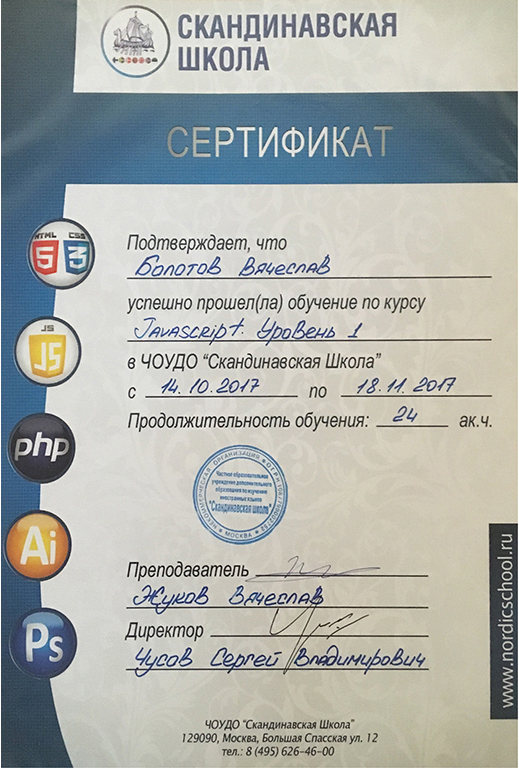 СКАНДИНАВСКАЯ
ШКОЛА
СЕРТИФИКАТ
Подтверждает, что
Болотов Вячеслав
успешно прошел(ла) обучение по курсу
Javascript. Уровень 1
в ЧОУДО "Скандинавская Школа"
с 14.10.2017 по 18.11.2017
Продолжительность обучения: 24 ак.ч.
HTML CSS
5 3
JS
JS
php
Ai
Ps
НЕКОММЕРЧЕСКАЯ ОРГАНИЗАЦИЯ
Частное образовательное
учреждение дополнительного
образования по изучению
иностранных языков
"Скандинавская школа"
МОСКВА
Преподаватель
Жуков Вячеслав
Директор
Чусов Сергей Владимирович
www.nordicschool.ru
ЧОУДО "Скандинавская Школа"
129090, Москва, Большая Спасская ул. 12
тел.: 8 (495) 626-46-00